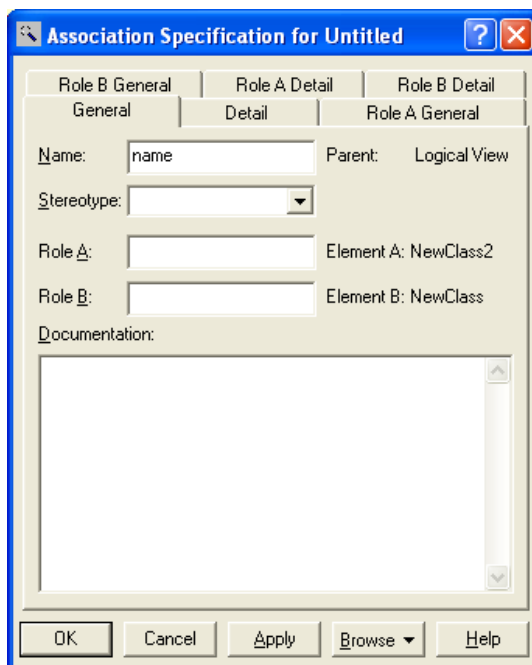 Association Specification for Untitled
Role B General Role A Detail Role B Detail
General Detail Role A General
Name: name Parent: Logical View
Stereotype:
Role A: Element A: NewClass2
Role B: Element B: NewClass
Documentation:
OK Cancel Apply Browse Help